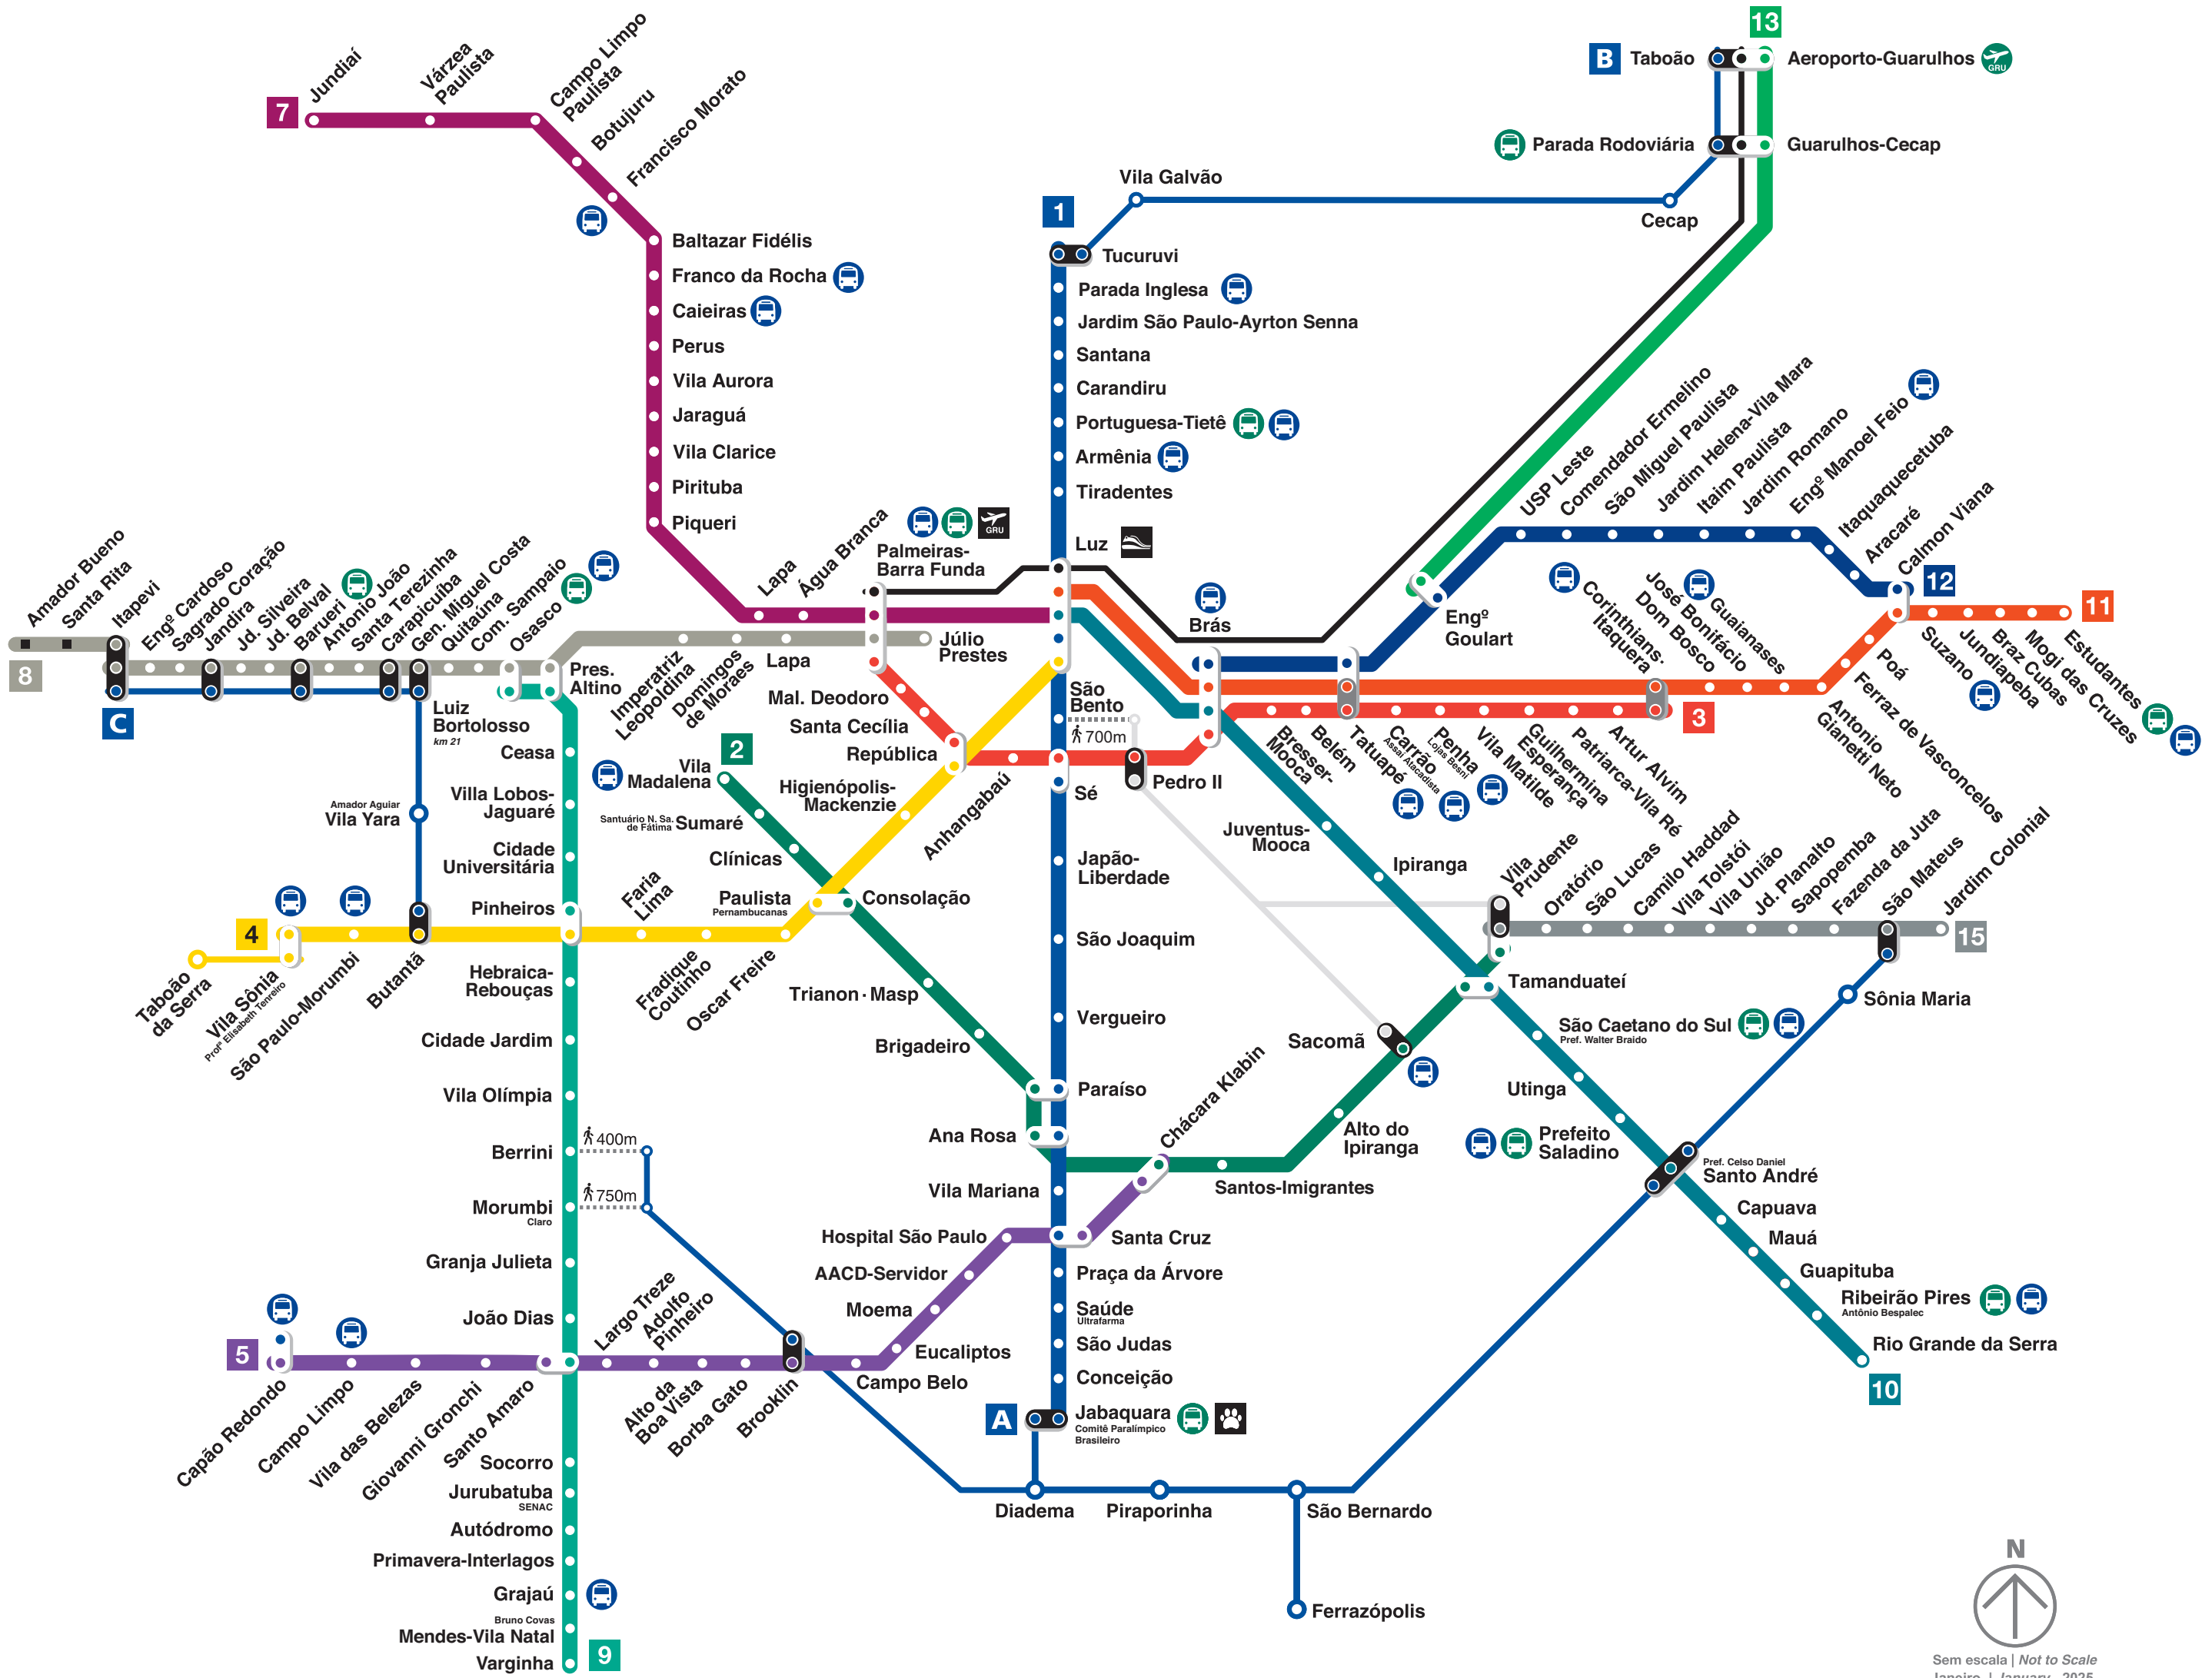 13
B
Taboão
Aeroporto-Guarulhos
GRU
Parada Rodoviária
Guarulhos-Cecap
Vila Galvão
Cecap
7
Jundiaí
Várzea
Paulista
Campo Limpo
Paulista
Botujuru
Francisco Morato
Baltazar Fidélis
Franco da Rocha
Caieiras
Perus
Vila Aurora
Jaraguá
Vila Clarice
Pirituba
Piqueri
Lapa
Água Branca
Palmeiras-
Barra Funda
GRU
1
Tucuruvi
Parada Inglesa
Jardim São Paulo-Ayrton Senna
Santana
Carandiru
Portuguesa-Tietê
Armênia
Tiradentes
Luz
Brás
USP Leste
Comendador Ermelino
São Miguel Paulista
Jardim Helena-Vila Mara
Itaim Paulista
Jardim Romano
Engº Manoel Feio
Itaquaquecetuba
Aracaré
Calmon Viana
12
Engº
Goulart
11
Corinthians-
Itaquera
Dom Bosco
José Bonifácio
Guaianases
Antonio
Gianetti Neto
Ferraz de Vasconcelos
Poá
Suzano
Jundiapeba
Braz Cubas
Mogi das Cruzes
Estudantes
8
Amador Bueno
Santa Rita
Itapevi
Engº Cardoso
Sagrado Coração
Jandira
Jd. Silveira
Jd. Belval
Barueri
Antonio João
Santa Terezinha
Carapicuíba
Gen. Miguel Costa
Quitaúna
Com. Sampaio
Osasco
Pres.
Altino
Imperatriz
Leopoldina
Domingos
de Moraes
Lapa
Júlio
Prestes
C
Luiz
Bortolosso
km 21
Amador Aguiar
Vila Yara
Mal. Deodoro
Santa Cecília
República
Anhangabaú
São
Bento
700m
Sé
Pedro II
Bresser-
Mooca
Belém
Tatuapé
Carrão
Assaí Atacadista
Penha
Lojas Besni
Vila Matilde
Guilhermina
Esperança
Patriarca-Vila Ré
Artur Alvim
3
2
Vila
Madalena
Santuário N. Sa.
de Fátima
Sumaré
Clínicas
Paulista
Pernambucanas
Consolação
Higienópolis-
Mackenzie
Trianon·Masp
Brigadeiro
Paraíso
Ana Rosa
Chácara Klabin
Santos-Imigrantes
Alto do
Ipiranga
Sacomã
Tamanduateí
Vila
Prudente
Oratório
São Lucas
Camilo Haddad
Vila Tolstói
Vila União
Jd. Planalto
Sapopemba
Fazenda da Juta
São Mateus
Jardim Colonial
15
Sônia Maria
4
Taboão
da Serra
Vila Sônia
Profª Elisabeth Tenreiro
São Paulo-Morumbi
Butantã
Faria
Lima
Fradique
Coutinho
Oscar Freire
Ceasa
Villa Lobos-
Jaguaré
Cidade
Universitária
Pinheiros
Hebraica-
Rebouças
Cidade Jardim
Vila Olímpia
Berrini
400m
Morumbi
Claro
750m
Granja Julieta
João Dias
Japão-
Liberdade
São Joaquim
Vergueiro
Vila Mariana
Santa Cruz
Praça da Árvore
Saúde
Ultrafarma
São Judas
Conceição
A
Jabaquara
Comitê Paralímpico
Brasileiro
5
Capão Redondo
Campo Limpo
Vila das Belezas
Giovanni Gronchi
Santo Amaro
Largo Treze
Adolfo
Pinheiro
Alto da
Boa Vista
Borba Gato
Brooklin
Campo Belo
Eucaliptos
Moema
AACD-Servidor
Hospital São Paulo
Socorro
Jurubatuba
SENAC
Autódromo
Primavera-Interlagos
Grajaú
Bruno Covas
Mendes-Vila Natal
Varginha
9
Juventus-
Mooca
Ipiranga
São Caetano do Sul
Pref. Walter Braido
Utinga
Prefeito
Saladino
Pref. Celso Daniel
Santo André
Capuava
Mauá
Guapituba
Ribeirão Pires
Antônio Bespalec
Rio Grande da Serra
10
Diadema
Piraporinha
São Bernardo
Ferrazópolis
N
Sem escala | Not to Scale
Janeiro | January - 2025